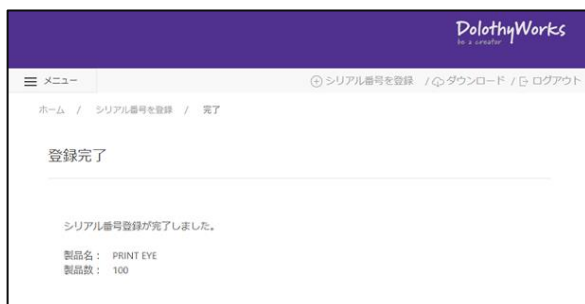 DolothyWorks
be a creator
メニュー
シリアル番号を登録 / ダウンロード / ログアウト
ホーム / シリアル番号を登録 / 完了
登録完了
シリアル番号登録が完了しました。
製品名： PRINT EYE
製品数： 100